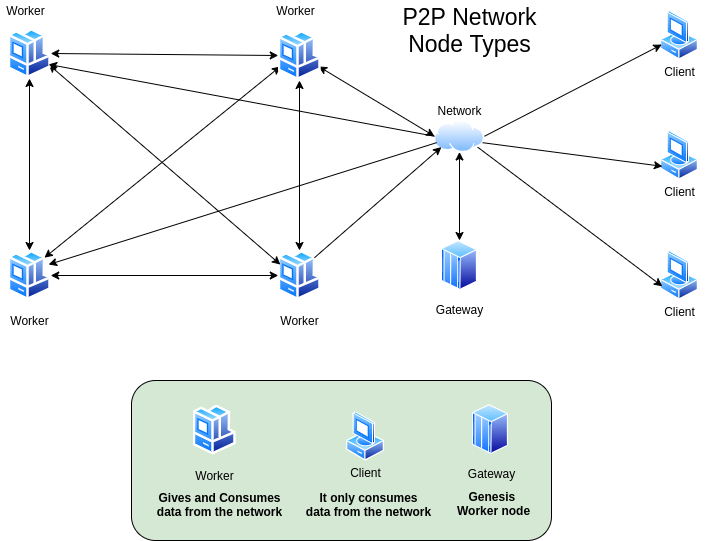 Worker
Worker
P2P Network
Node Types
Client
Network
Client
Worker
Worker
Gateway
Client
Worker
Client
Gateway
Gives and Consumes
data from the network
It only consumes
data from the network
Genesis
Worker node